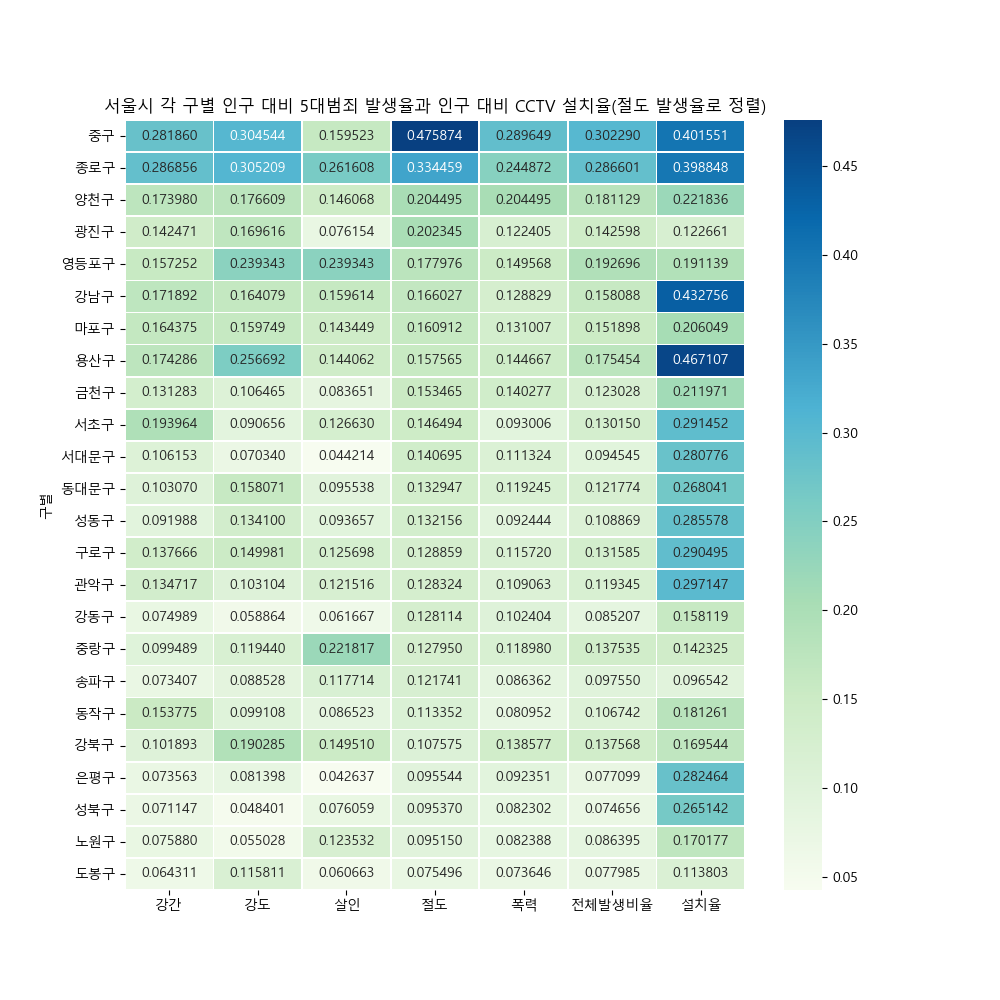 서울시 각 구별 인구 대비 5대범죄 발생율과 인구 대비 CCTV 설치율(절도 발생율로 정렬)
중구 0.281860 0.304544 0.159523 0.475874 0.289649 0.302290 0.401551
종로구 0.286856 0.305209 0.261608 0.334459 0.244872 0.286601 0.398848
양천구 0.173980 0.176609 0.146068 0.204495 0.204495 0.181129 0.221836
광진구 0.142471 0.169616 0.076154 0.202345 0.122405 0.142598 0.122661
영등포구 0.157252 0.239343 0.239343 0.177976 0.149568 0.192696 0.191139
강남구 0.171892 0.164079 0.159614 0.166027 0.128829 0.158088 0.432756
마포구 0.164375 0.159749 0.143449 0.160912 0.131007 0.151898 0.206049
용산구 0.174286 0.256692 0.144062 0.157565 0.144667 0.175454 0.467107
금천구 0.131283 0.106465 0.083651 0.153465 0.140277 0.123028 0.211971
서초구 0.193964 0.090656 0.126630 0.146494 0.093006 0.130150 0.291452
서대문구 0.106153 0.070340 0.044214 0.140695 0.111324 0.094545 0.280776
동대문구 0.103070 0.158071 0.095538 0.132947 0.119245 0.121774 0.268041
성동구 0.091988 0.134100 0.093657 0.132156 0.092444 0.108869 0.285578
구로구 0.137666 0.149981 0.125698 0.128859 0.115720 0.131585 0.290495
관악구 0.134717 0.103104 0.121516 0.128324 0.109063 0.119345 0.297147
강동구 0.074989 0.058864 0.061667 0.128114 0.102404 0.085207 0.158119
중랑구 0.099489 0.119440 0.221817 0.127950 0.118980 0.137535 0.142325
송파구 0.073407 0.088528 0.117714 0.121741 0.086362 0.097550 0.096542
동작구 0.153775 0.099108 0.086523 0.113352 0.080952 0.106742 0.181261
강북구 0.101893 0.190285 0.149510 0.107575 0.138577 0.137568 0.169544
은평구 0.073563 0.081398 0.042637 0.095544 0.092351 0.077099 0.282464
성북구 0.071147 0.048401 0.076059 0.095370 0.082302 0.074656 0.265142
노원구 0.075880 0.055028 0.123532 0.095150 0.082388 0.086395 0.170177
도봉구 0.064311 0.115811 0.060663 0.075496 0.073646 0.077985 0.113803
강간 강도 살인 절도 폭력 전체발생비율 설치율
구별
0.45
0.40
0.35
0.30
0.25
0.20
0.15
0.10
0.05